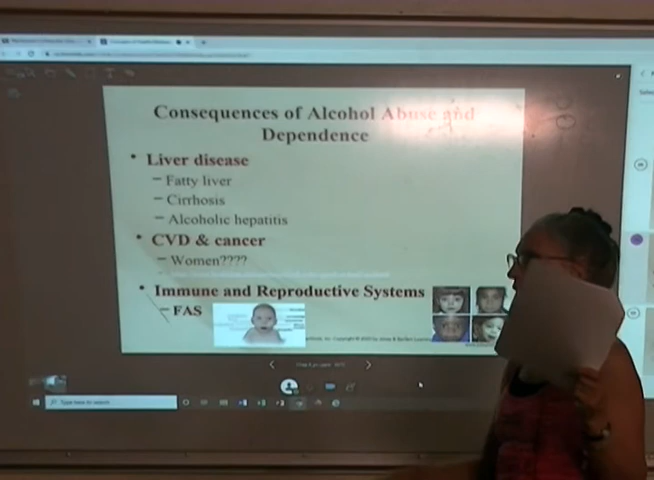 Consequences of Alcohol Abuse and
Dependence
• Liver disease
– Fatty liver
– Cirrhosis
– Alcoholic hepatitis
• CVD & cancer
– Women????
• Immune and Reproductive Systems
– FAS
Type here to search